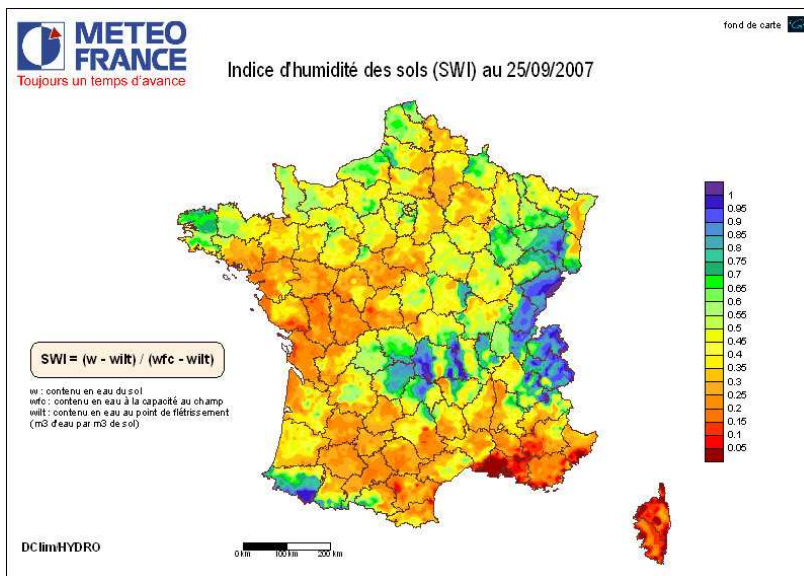 METEO
FRANCE
Toujours un temps d'avance
fond de carte
Indice d'humidité des sols (SWI) au 25/09/2007
1
0.95
0.9
0.85
0.8
0.75
0.7
0.65
0.6
0.55
0.5
0.45
0.4
0.35
0.3
0.25
0.2
0.15
0.1
0.05
SWI = (w - wilt) / (wfc - wilt)
w : contenu en eau du sol
wfc : contenu en eau à la capacité au champ
wilt : contenu en eau au point de flétrissement
(m3 d'eau par m3 de sol)
DClim/HYDRO
0 km 100 km 200 km